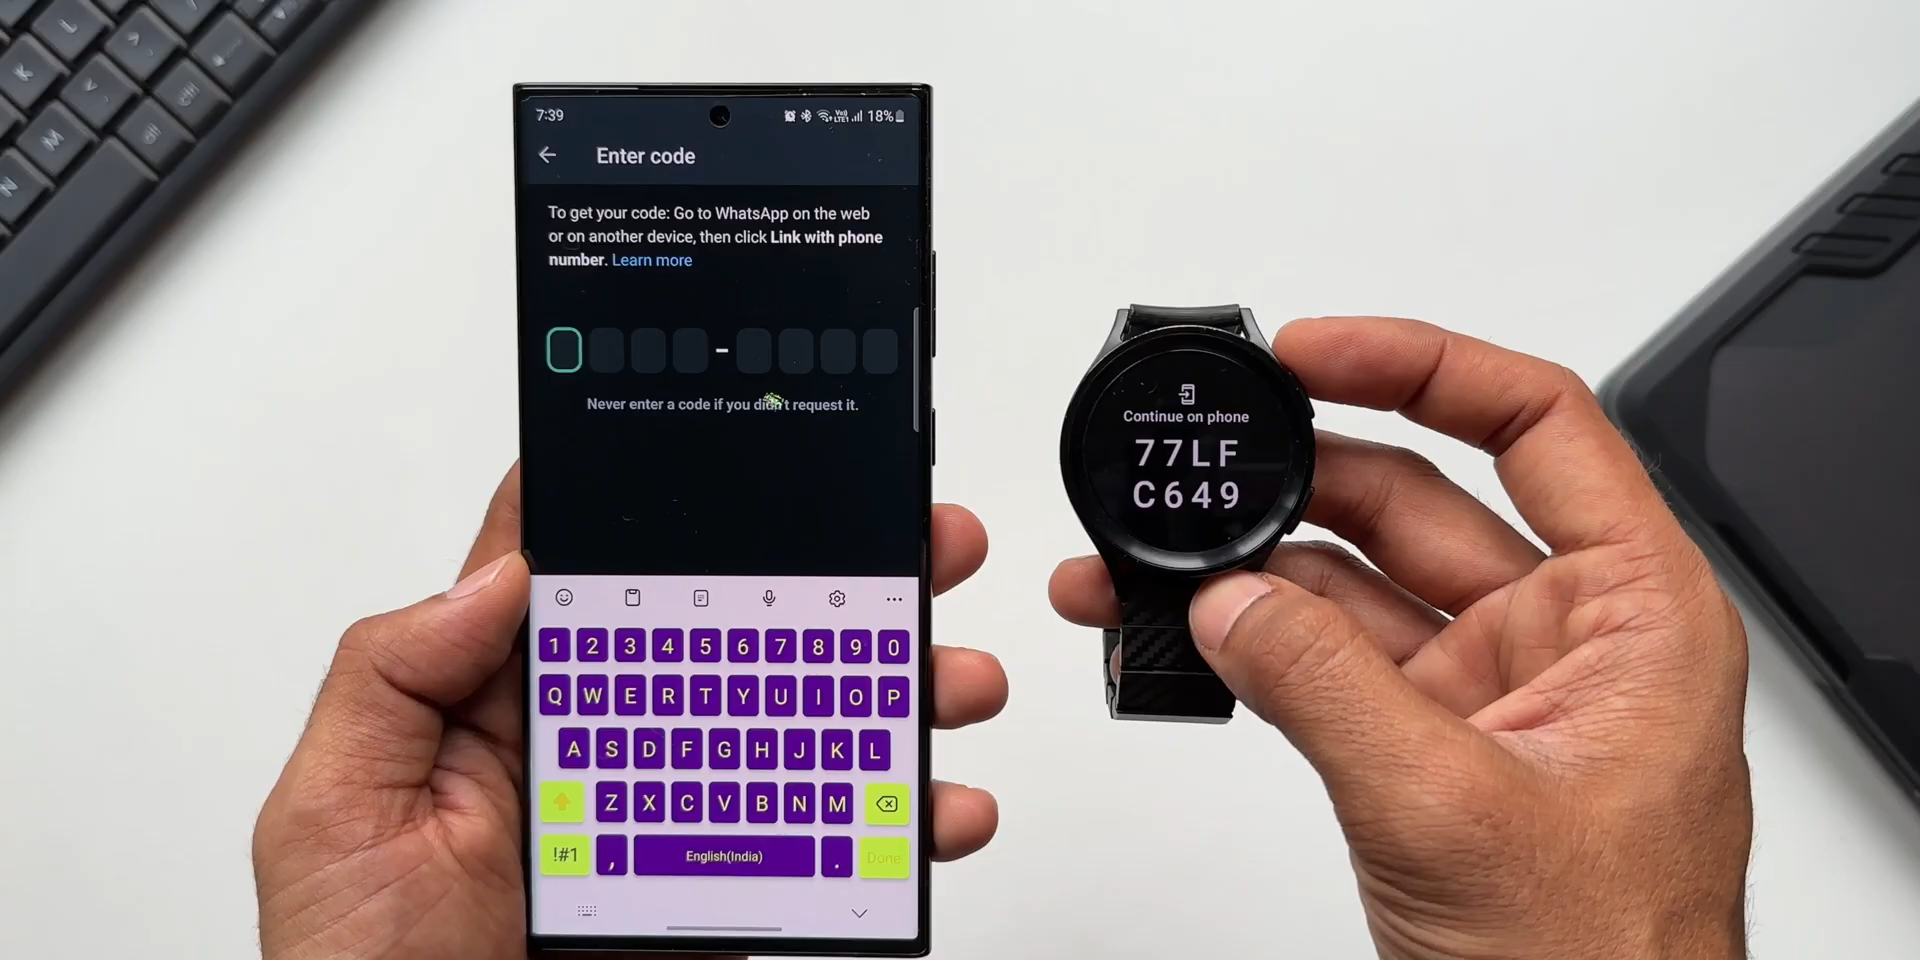 7:39
18%
Enter code
To get your code: Go to WhatsApp on the web
or on another device, then click Link with phone
number. Learn more
-
Never enter a code if you didn't request it.
1 2 3 4 5 6 7 8 9 0
Q W E R T Y U I O P
A S D F G H J K L
Z X C V B N M
!#1 , English(India) . Done
Continue on phone
77LF
C649